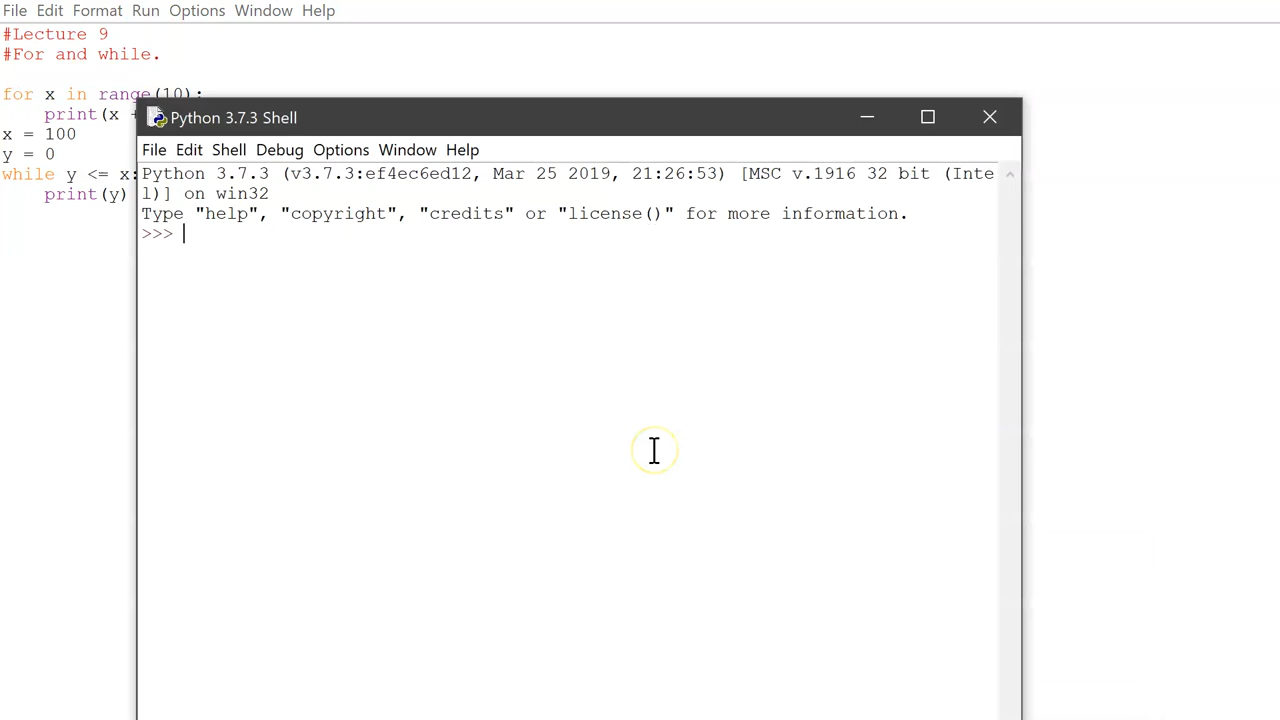 File Edit Format Run Options Window Help
#Lecture 9
#For and while.
for x in range(10):
print(x +
x = 100
y = 0
while y <= x:
print(y)
Python 3.7.3 Shell
File Edit Shell Debug Options Window Help
Python 3.7.3 (v3.7.3:ef4ec6ed12, Mar 25 2019, 21:26:53) [MSC v.1916 32 bit (Inte
l)] on win32
Type "help", "copyright", "credits" or "license()" for more information.
>>>